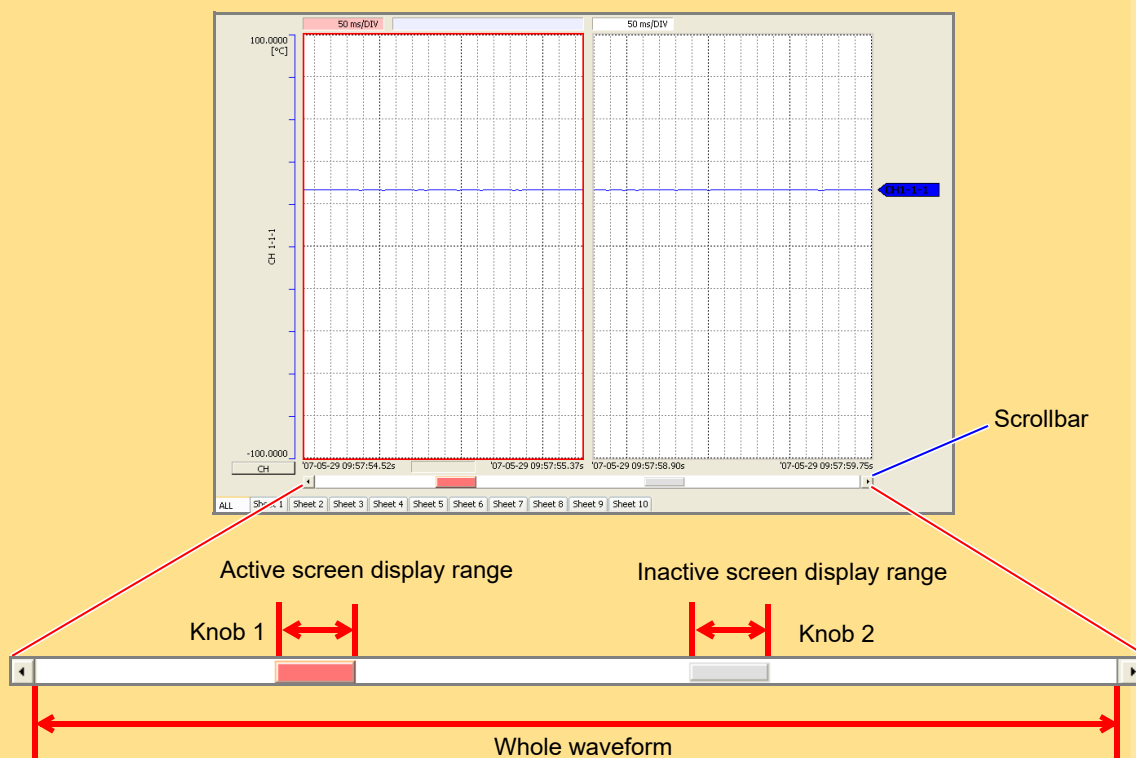 50 ms/DIV
50 ms/DIV
100.0000
[°C]
CH 1-1-1
CH1-1-1
Scrollbar
-100.0000
CH
'07-05-29 09:57:54.52s
'07-05-29 09:57:55.37s
'07-05-29 09:57:58.90s
'07-05-29 09:57:59.75s
ALL Sheet 1 Sheet 2 Sheet 3 Sheet 4 Sheet 5 Sheet 6 Sheet 7 Sheet 8 Sheet 9 Sheet 10
Active screen display range
Inactive screen display range
Knob 1
Knob 2
Whole waveform